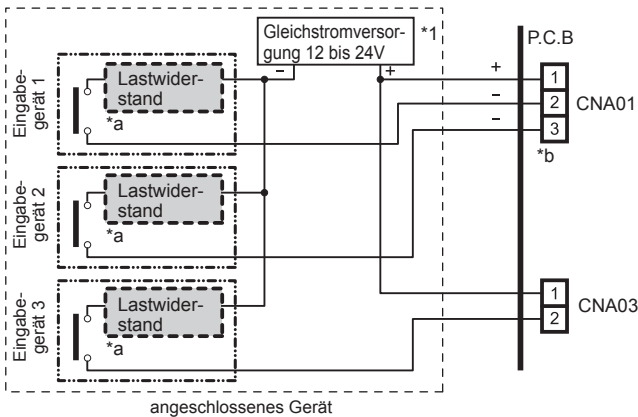 Gleichstromversor-
gung 12 bis 24V
*1
–
+
P.C.B
+
–
–
1
2
3
CNA01
*b
Eingabe-
gerät 1
Lastwider-
stand
*a
Eingabe-
gerät 2
Lastwider-
stand
*a
Eingabe-
gerät 3
Lastwider-
stand
*a
1
2
CNA03
angeschlossenes Gerät